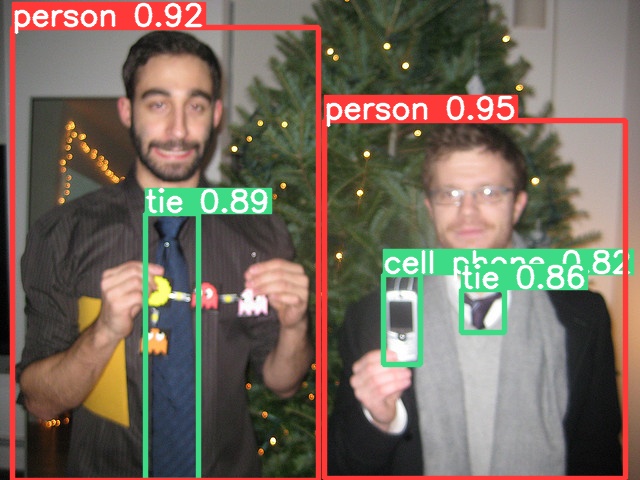 person 0.92
person 0.95
tie 0.89
cell phone 0.82
tie 0.86